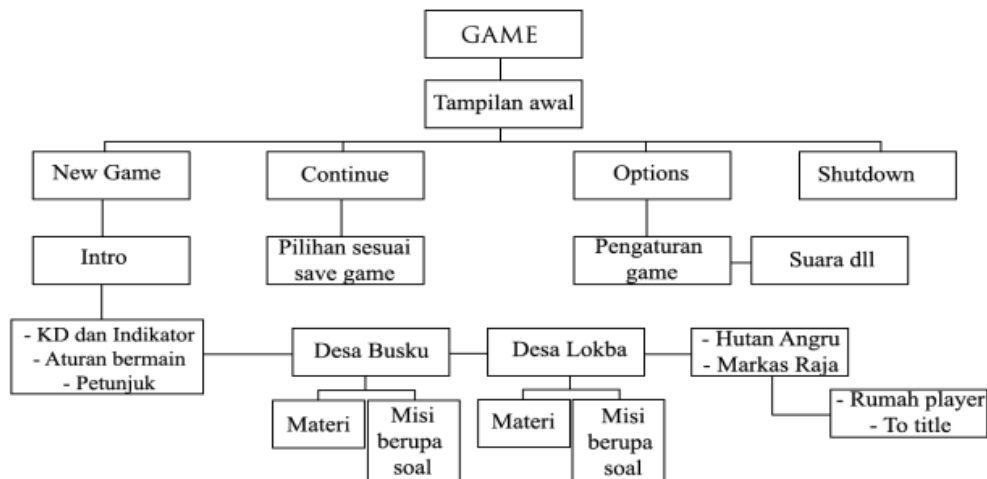 GAME
Tampilan awal
New Game
Continue
Options
Shutdown
Intro
Pilihan sesuai
save game
Pengaturan
game
Suara dll
- KD dan Indikator
- Aturan bermain
- Petunjuk
Desa Busku
Desa Lokba
- Hutan Angru
- Markas Raja
Materi
Misi
berupa
soal
Materi
Misi
berupa
soal
- Rumah player
- To title